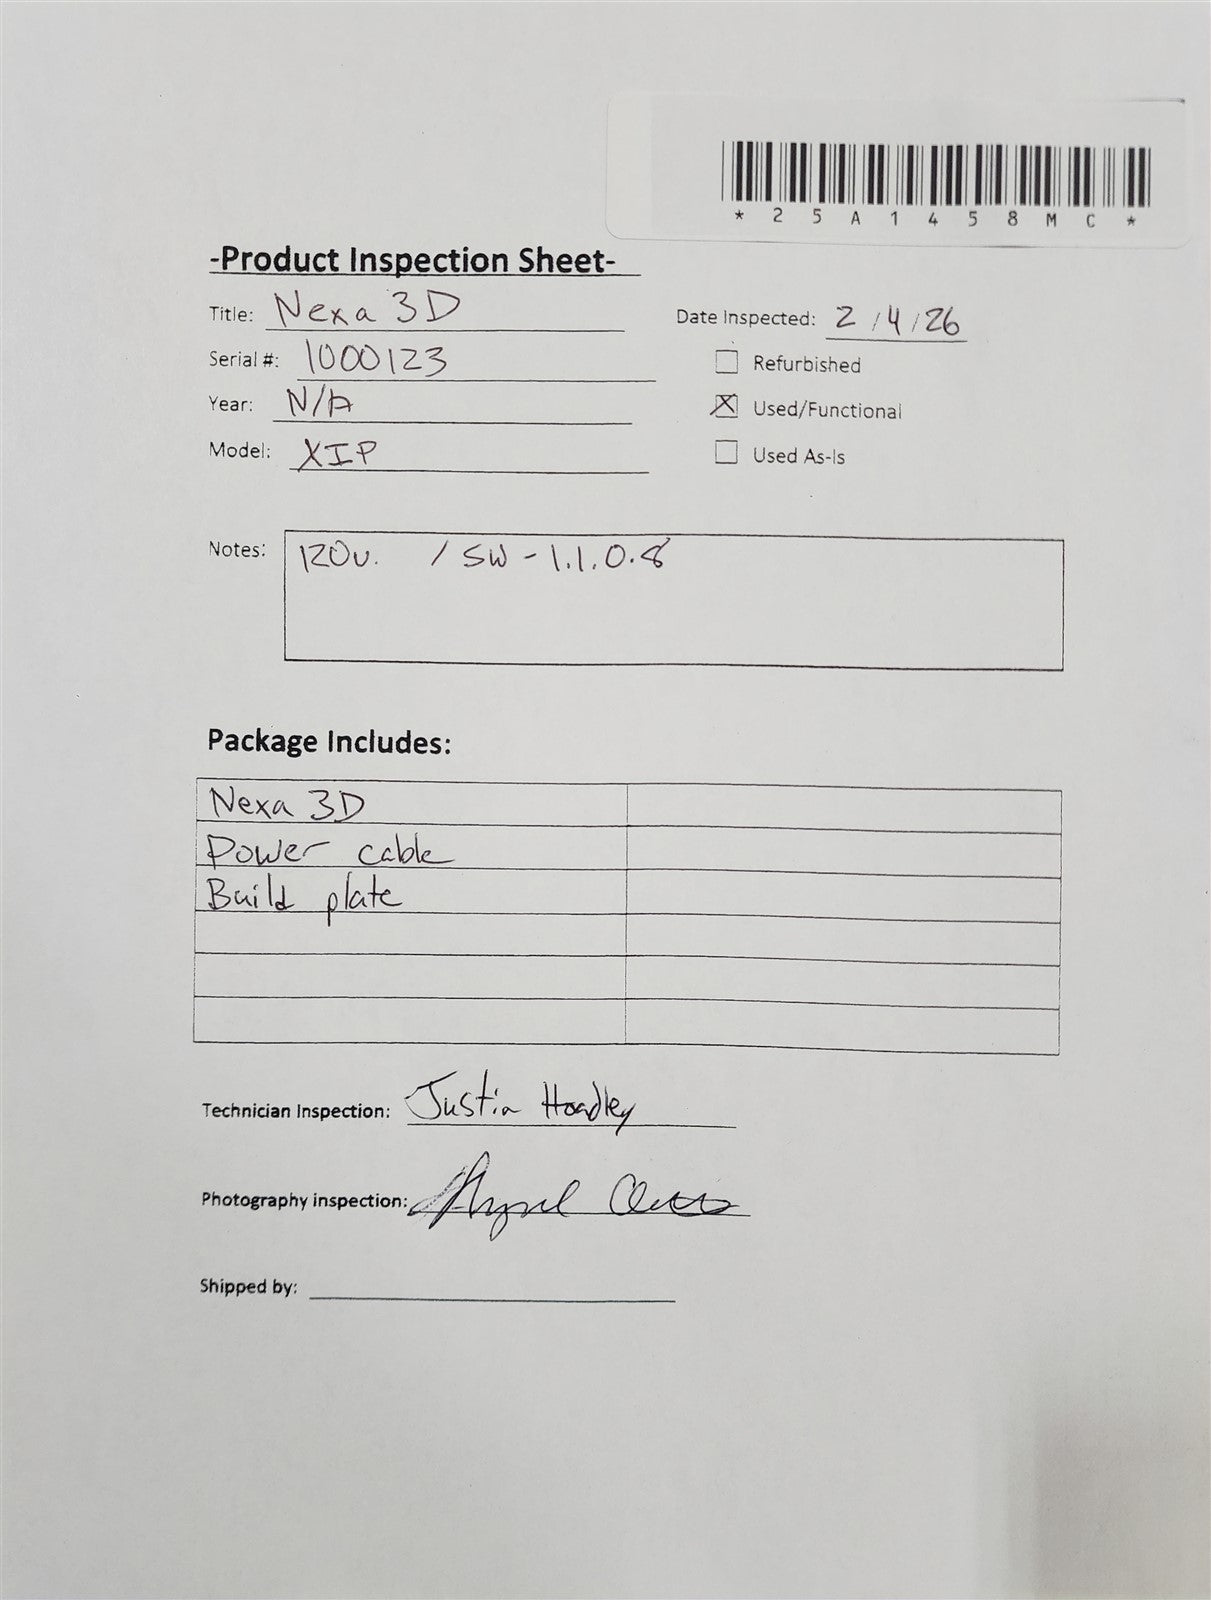 *25A1458MC*
-Product Inspection Sheet-
Title: Nexa 3D
Date Inspected: 2/4/26
Serial #: 1000123
Refurbished
Year: N/A
X Used/Functional
Model: XIP
Used As-Is
Notes: 120v. / SW - 1.1.0.8
Package Includes:
Nexa 3D
Power cable
Build plate
Technician Inspection: Justin Hoadley
Photography inspection:
Shipped by: